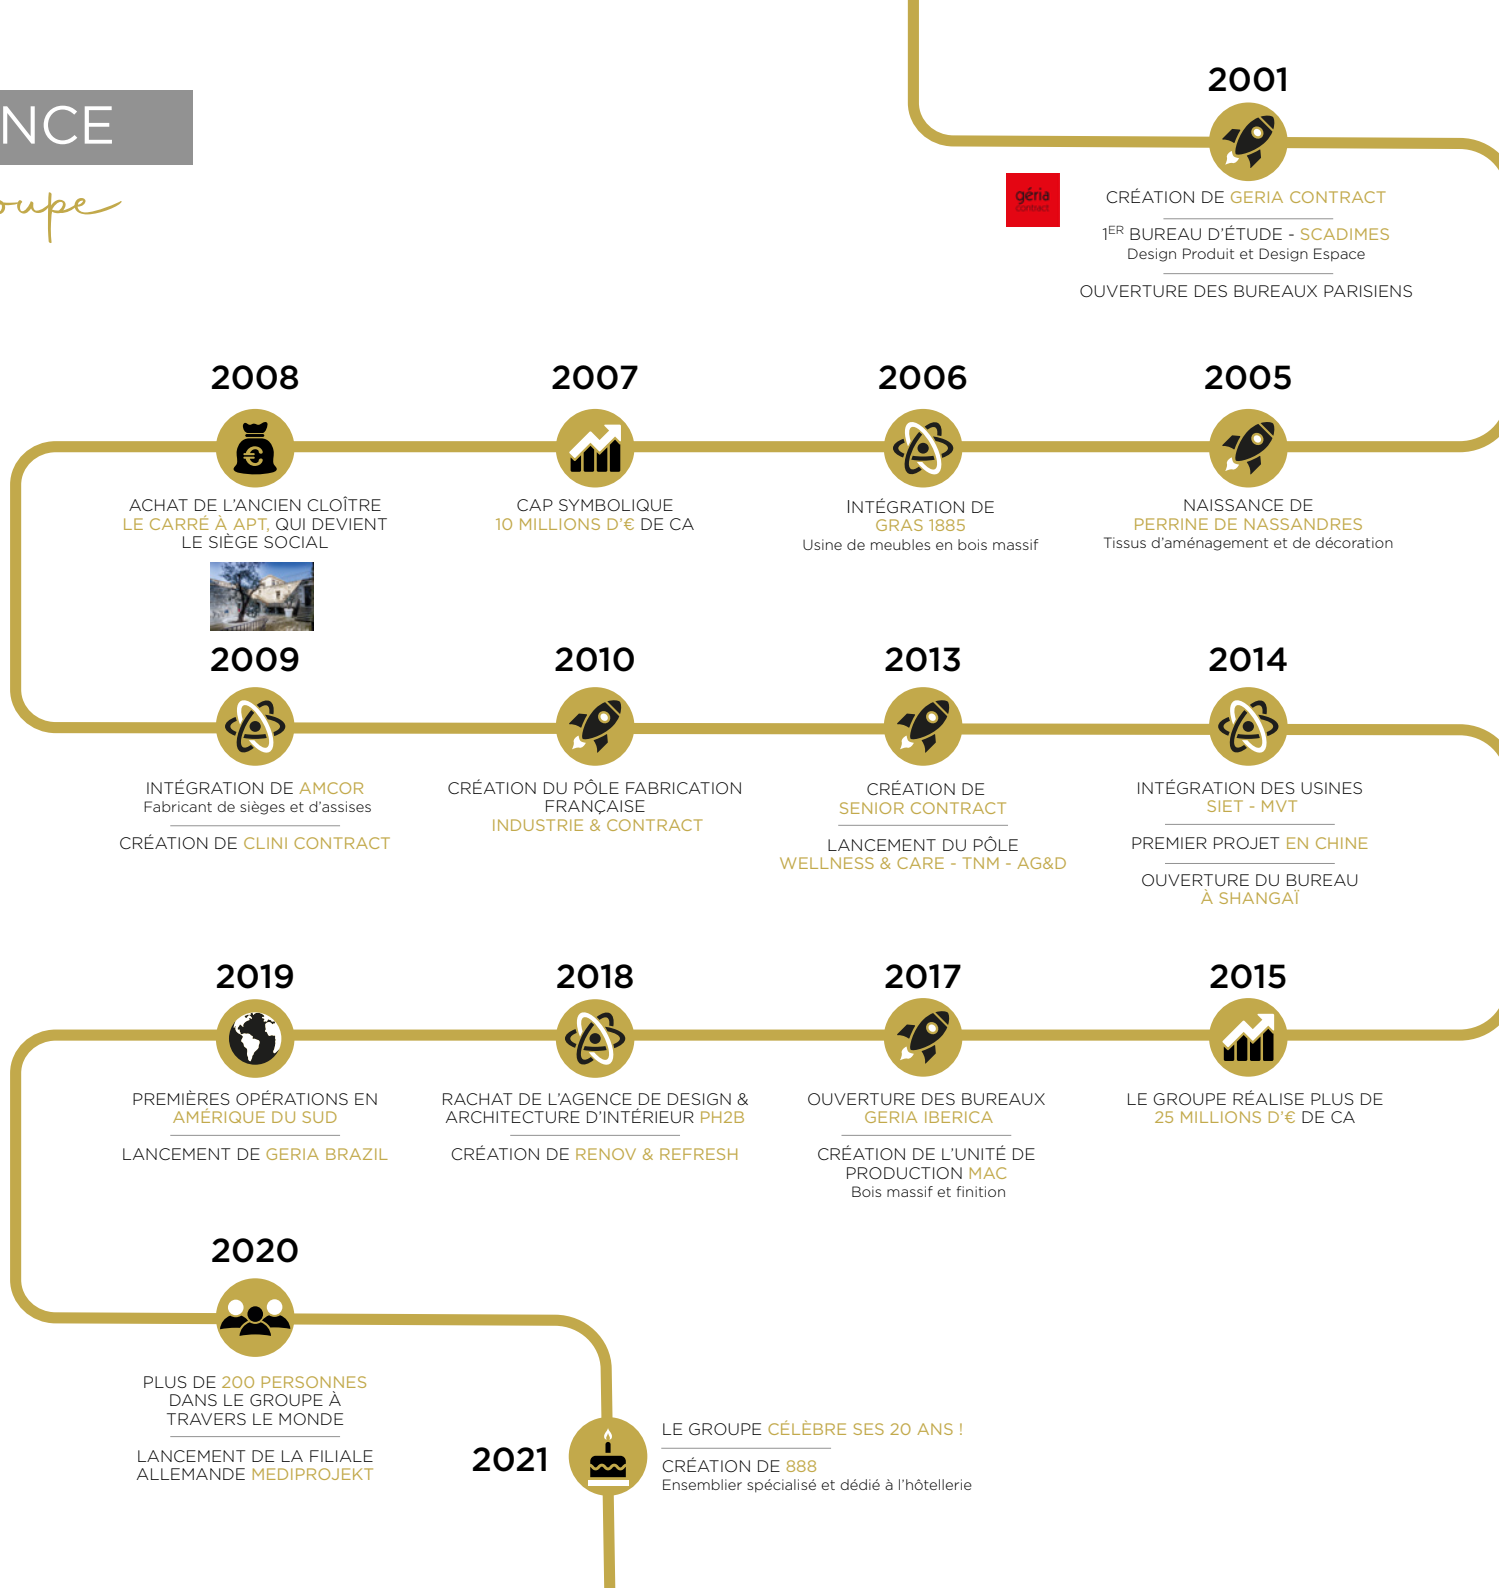 NCE
oupe
2001
géria
contract
CRÉATION DE GERIA CONTRACT
1ER BUREAU D'ÉTUDE - SCADIMES
Design Produit et Design Espace
OUVERTURE DES BUREAUX PARISIENS
2005
NAISSANCE DE
PERRINE DE NASSANDRES
Tissus d'aménagement et de décoration
2006
INTÉGRATION DE
GRAS 1885
Usine de meubles en bois massif
2007
CAP SYMBOLIQUE
10 MILLIONS D'€ DE CA
2008
€
ACHAT DE L'ANCIEN CLOÎTRE
LE CARRÉ À APT, QUI DEVIENT
LE SIÈGE SOCIAL
2009
INTÉGRATION DE AMCOR
Fabricant de sièges et d'assises
CRÉATION DE CLINI CONTRACT
2010
CRÉATION DU PÔLE FABRICATION
FRANÇAISE
INDUSTRIE & CONTRACT
2013
CRÉATION DE
SENIOR CONTRACT
LANCEMENT DU PÔLE
WELLNESS & CARE - TNM - AG&D
2014
INTÉGRATION DES USINES
SIET - MVT
PREMIER PROJET EN CHINE
OUVERTURE DU BUREAU
À SHANGAÏ
2015
LE GROUPE RÉALISE PLUS DE
25 MILLIONS D'€ DE CA
2017
OUVERTURE DES BUREAUX
GERIA IBERICA
CRÉATION DE L'UNITÉ DE
PRODUCTION MAC
Bois massif et finition
2018
RACHAT DE L'AGENCE DE DESIGN &
ARCHITECTURE D'INTÉRIEUR PH2B
CRÉATION DE RENOV & REFRESH
2019
PREMIÈRES OPÉRATIONS EN
AMÉRIQUE DU SUD
LANCEMENT DE GERIA BRAZIL
2020
PLUS DE 200 PERSONNES
DANS LE GROUPE À
TRAVERS LE MONDE
LANCEMENT DE LA FILIALE
ALLEMANDE MEDIPROJEKT
2021
LE GROUPE CÉLÈBRE SES 20 ANS !
CRÉATION DE 888
Ensemblier spécialisé et dédié à l'hôtellerie